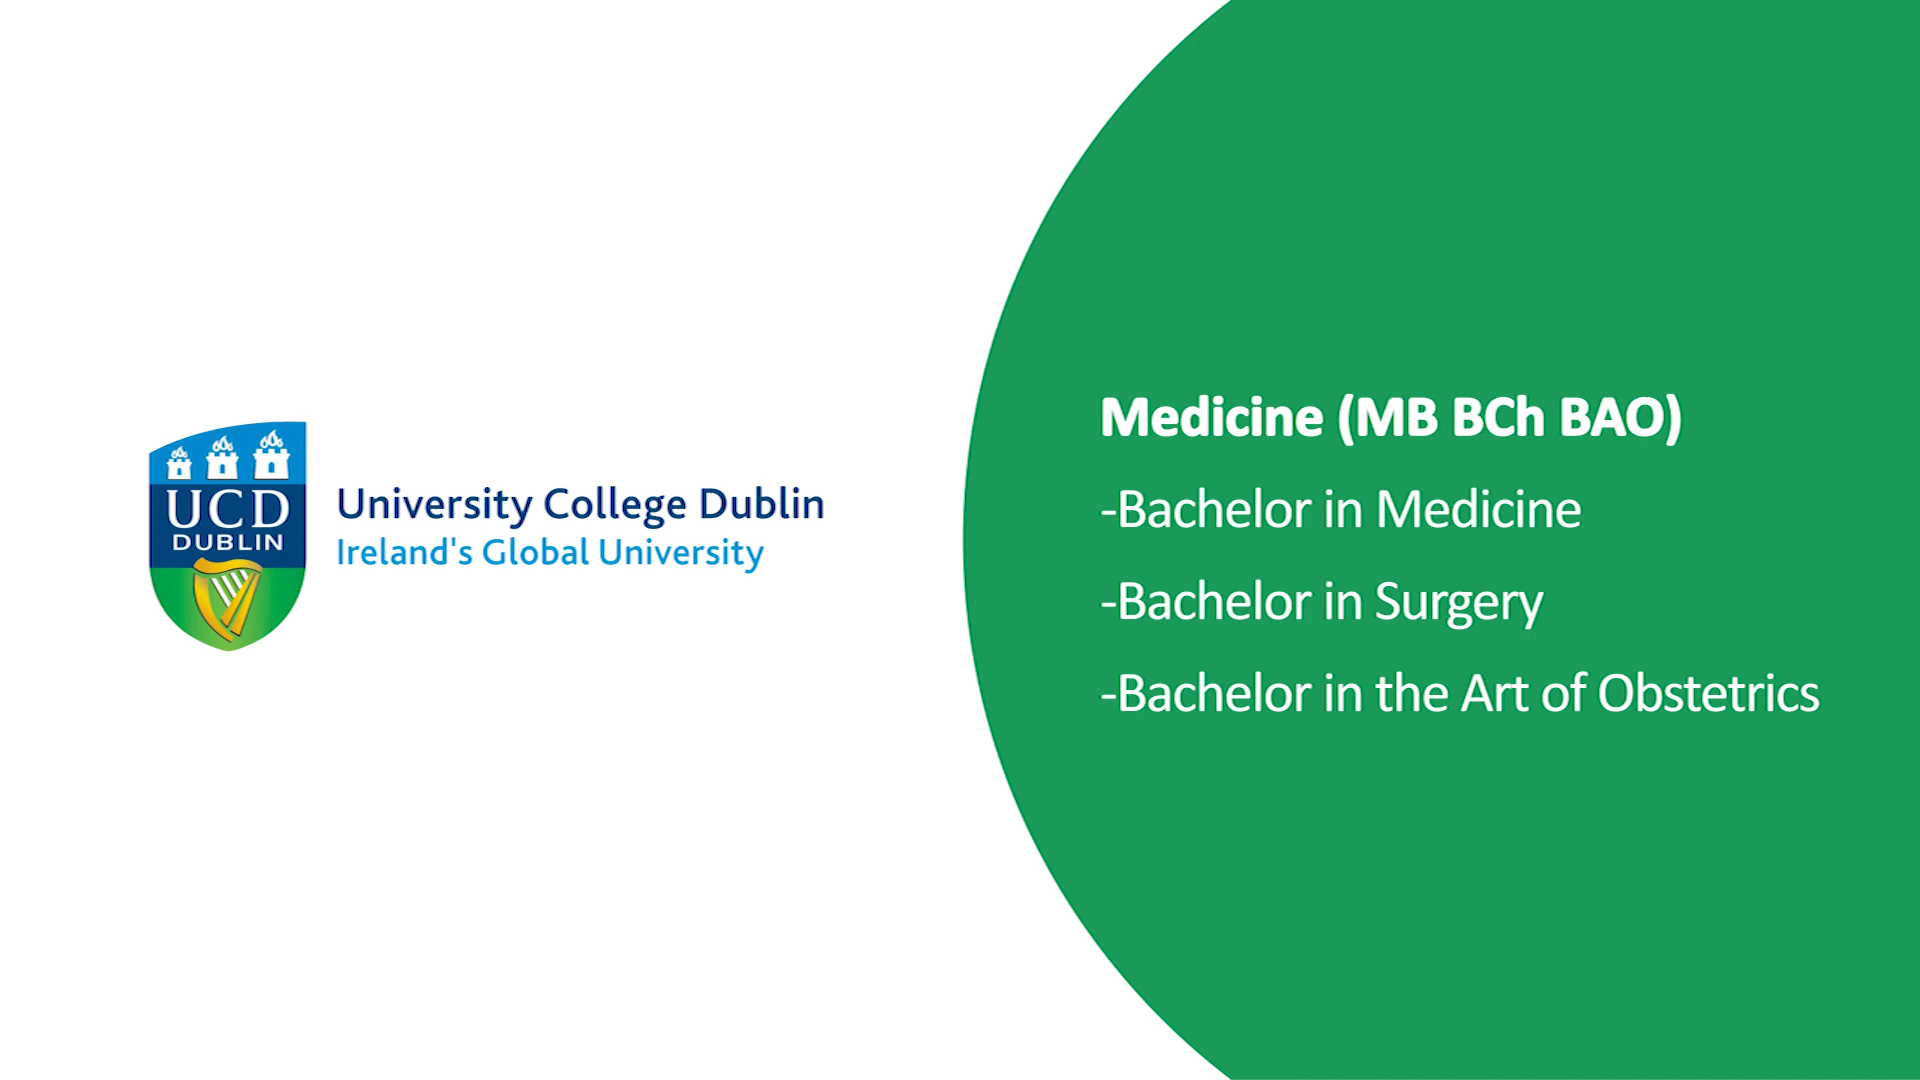 UCD
DUBLIN
University College Dublin
Ireland's Global University
Medicine (MB BCh BAO)
-Bachelor in Medicine
-Bachelor in Surgery
-Bachelor in the Art of Obstetrics